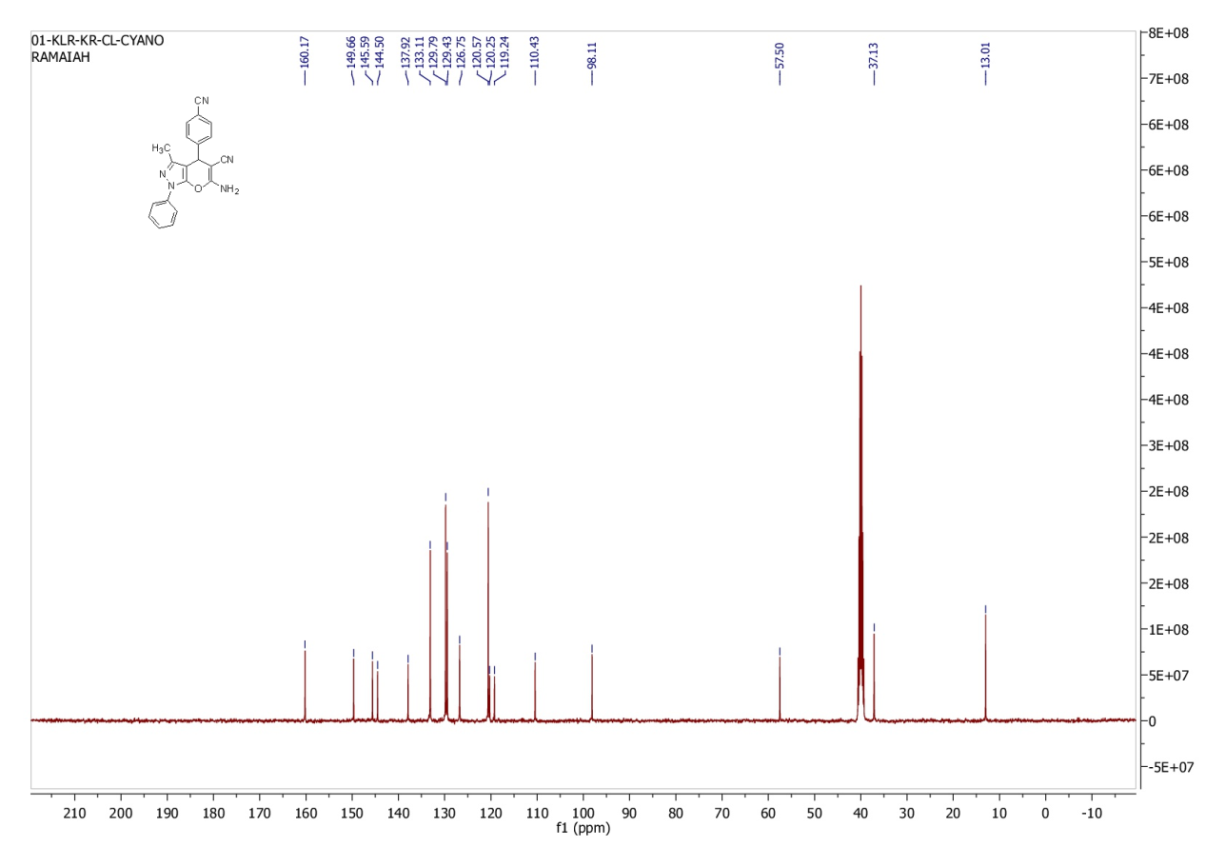 01-KLR-KR-CL-CYANO
RAMAIAH
160.17
149.66
145.59
144.50
137.92
133.11
129.79
129.43
126.75
120.57
120.25
119.24
110.43
98.11
57.50
37.13
13.01
CN
H₃C
CN
N
N
O
NH₂
8E+08
7E+08
6E+08
6E+08
6E+08
5E+08
4E+08
4E+08
4E+08
3E+08
2E+08
2E+08
2E+08
1E+08
5E+07
0
-5E+07
210 200 190 180 170 160 150 140 130 120 110 100 90 80 70 60 50 40 30 20 10 0 -10
f1 (ppm)